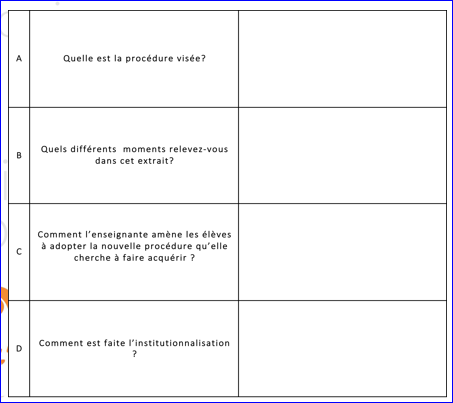 A
Quelle est la procédure visée?
B
Quels différents moments relevez-vous
dans cet extrait?
C
Comment l’enseignante amène les élèves
à adopter la nouvelle procédure qu’elle
cherche à faire acquérir ?
D
Comment est faite l’institutionnalisation
?